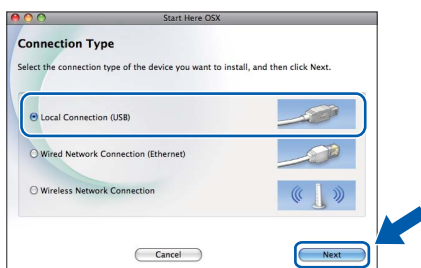 Start Here OSX
Connection Type
Select the connection type of the device you want to install, and then click Next.
Local Connection (USB)
Wired Network Connection (Ethernet)
Wireless Network Connection
Cancel
Next